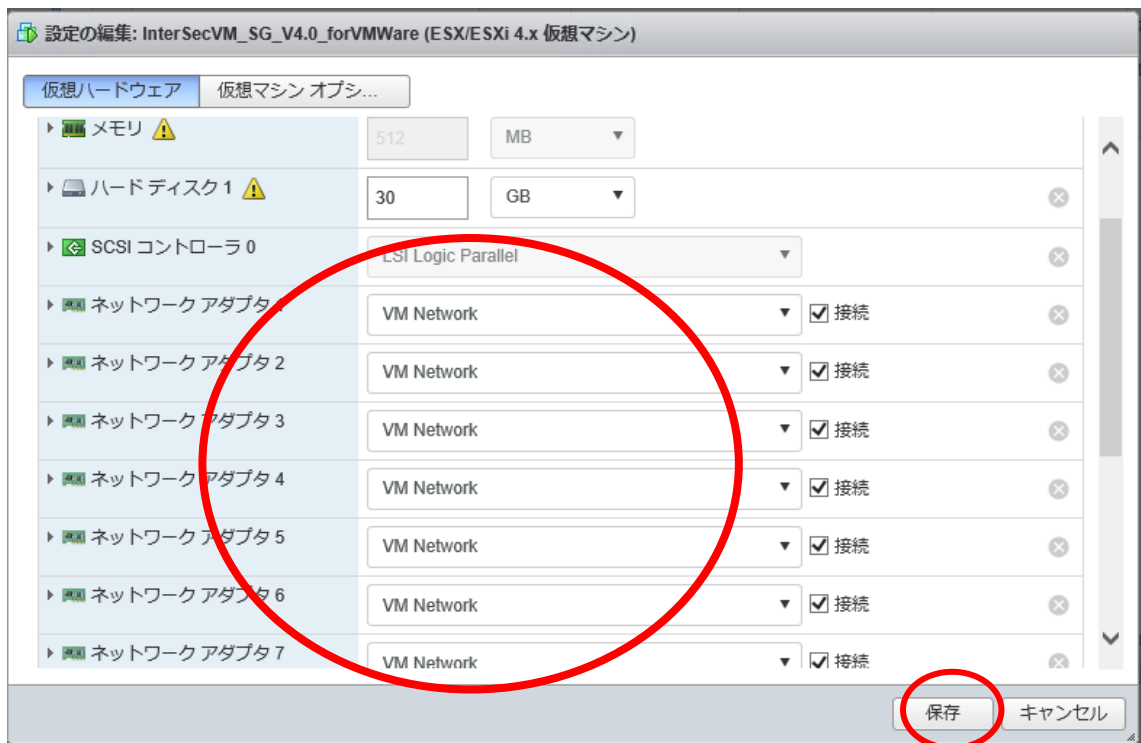 設定の編集: InterSecVM_SG_V4.0_forVMWare (ESX/ESXi 4.x 仮想マシン)
仮想ハードウェア 仮想マシン オプシ...
メモリ 512 MB
ハード ディスク 1 30 GB
SCSI コントローラ 0 LSI Logic Parallel
ネットワーク アダプタ 1 VM Network 接続
ネットワーク アダプタ 2 VM Network 接続
ネットワーク アダプタ 3 VM Network 接続
ネットワーク アダプタ 4 VM Network 接続
ネットワーク アダプタ 5 VM Network 接続
ネットワーク アダプタ 6 VM Network 接続
ネットワーク アダプタ 7 VM Network 接続
保存 キャンセル